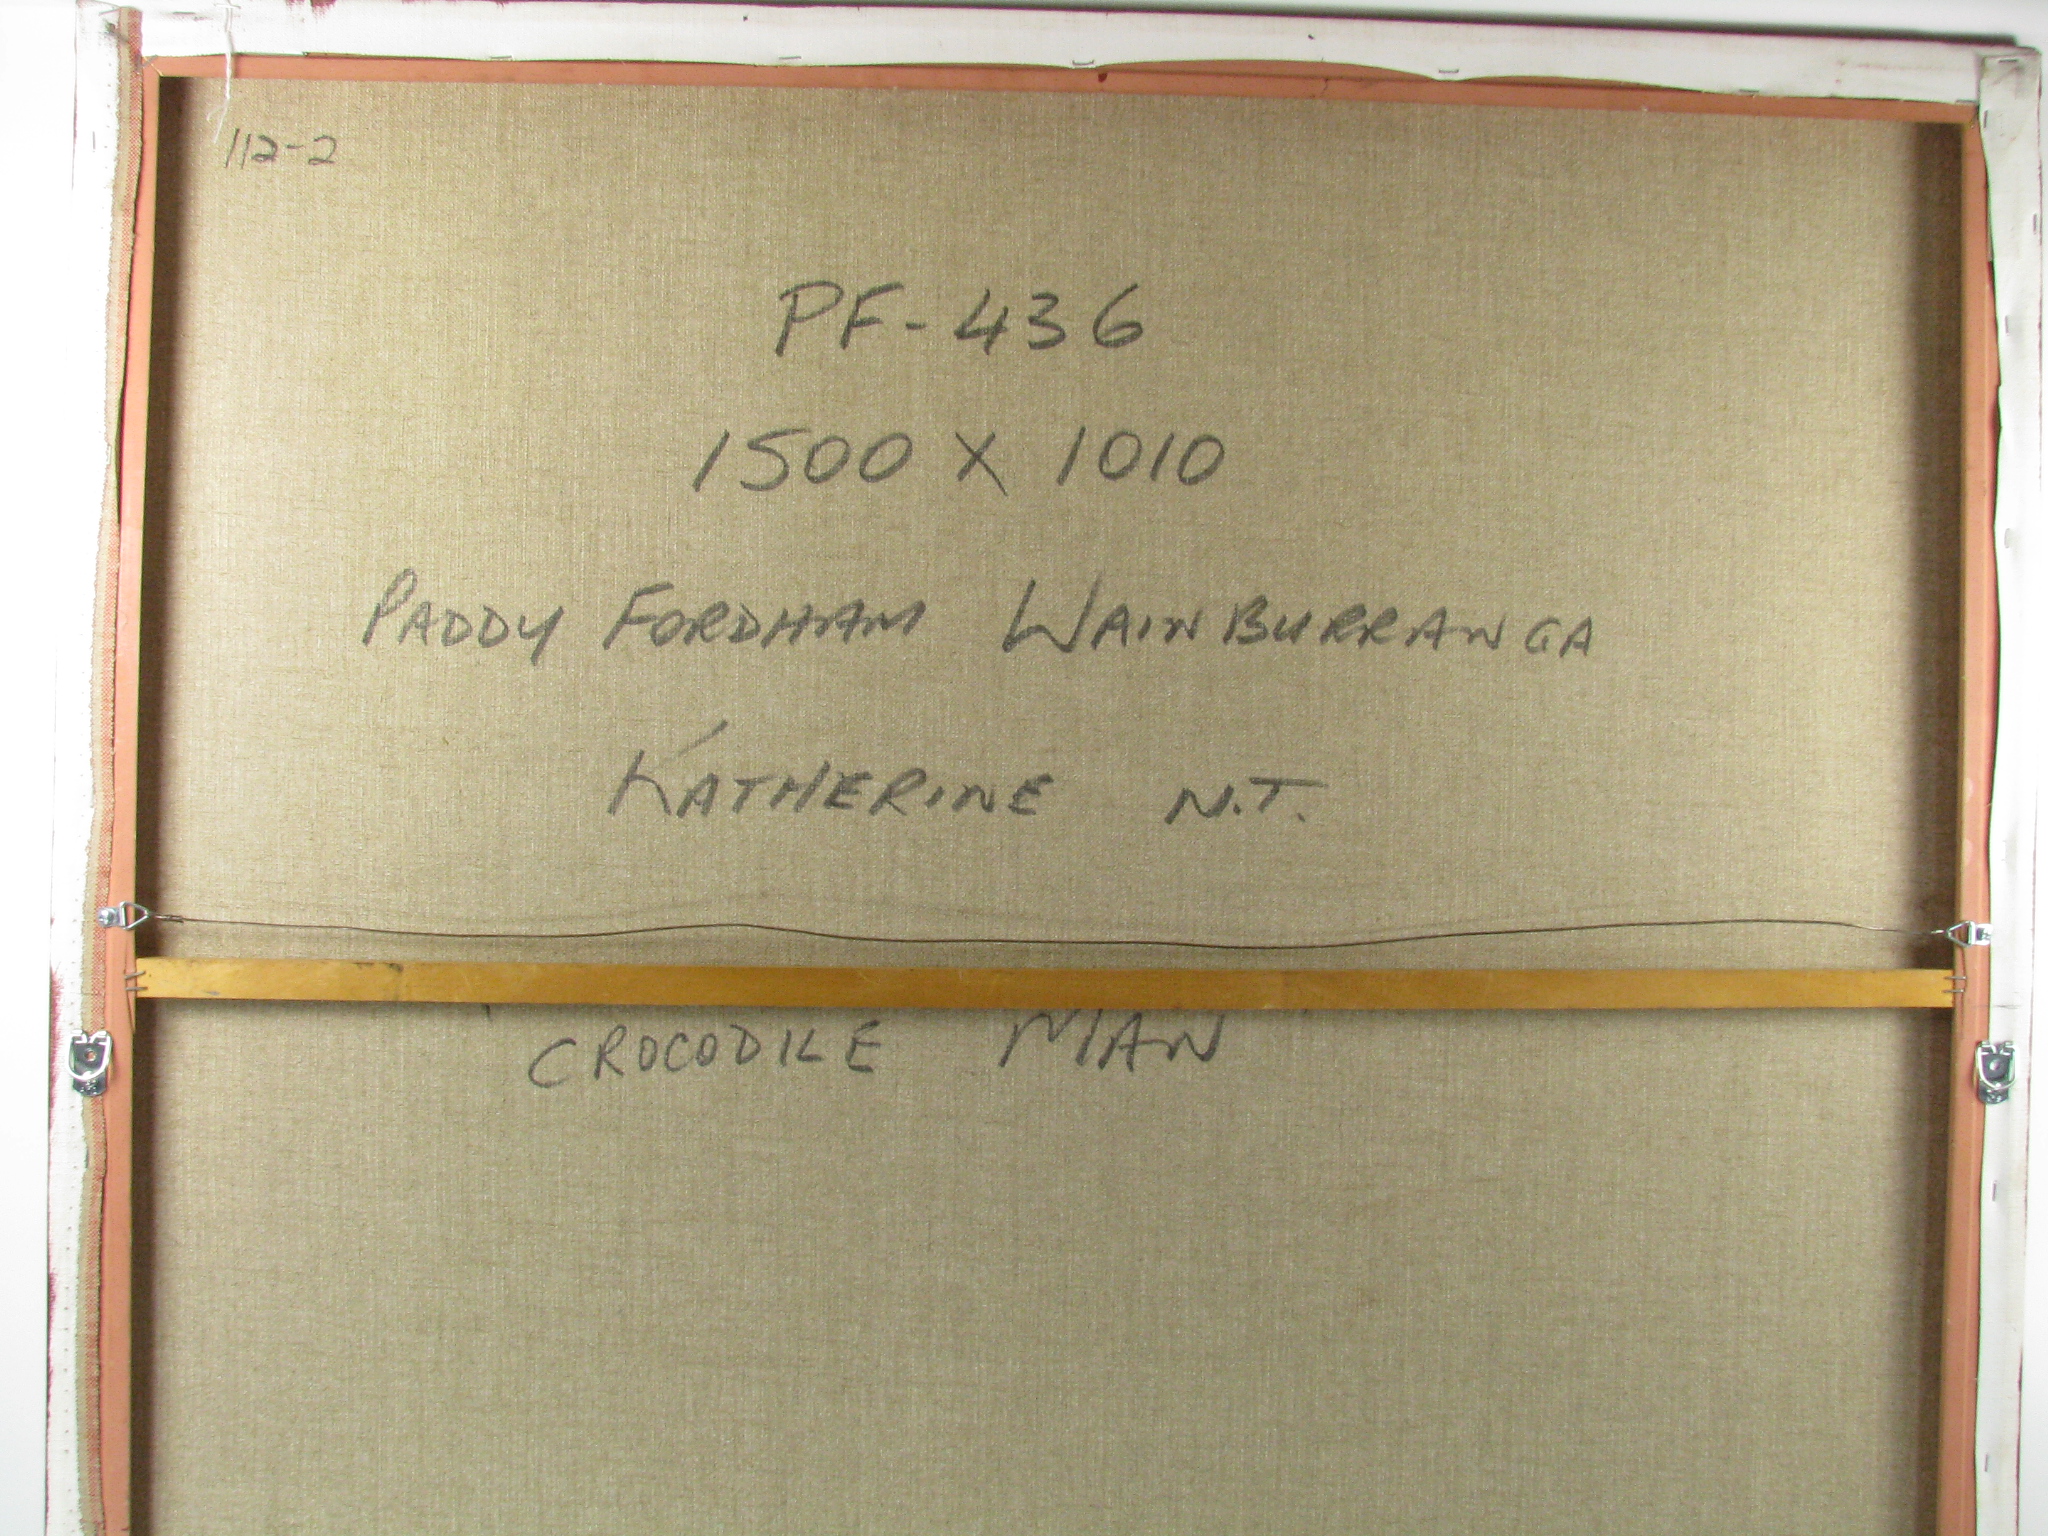 112-2
PF-436
1500 X 1010
PADDY FORDHAM WAINBURRANGA
KATHERINE N.T.
CROCODILE MAN